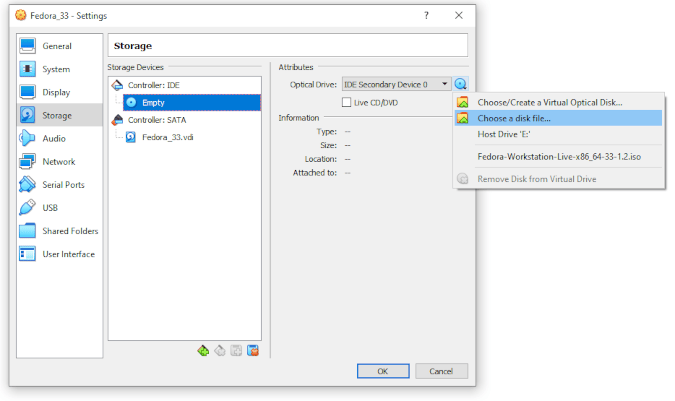 Fedora_33 - Settings
?
General
System
Display
Storage
Audio
Network
Serial Ports
USB
Shared Folders
User Interface
Storage
Storage Devices
Controller: IDE
Empty
Controller: SATA
Fedora_33.vdi
Attributes
Optical Drive: IDE Secondary Device 0
Live CD/DVD
Information
Type: --
Size: --
Location: --
Attached to: --
Choose/Create a Virtual Optical Disk...
Choose a disk file...
Host Drive 'E:'
Fedora-Workstation-Live-x86_64-33-1.2.iso
Remove Disk from Virtual Drive
OK
Cancel